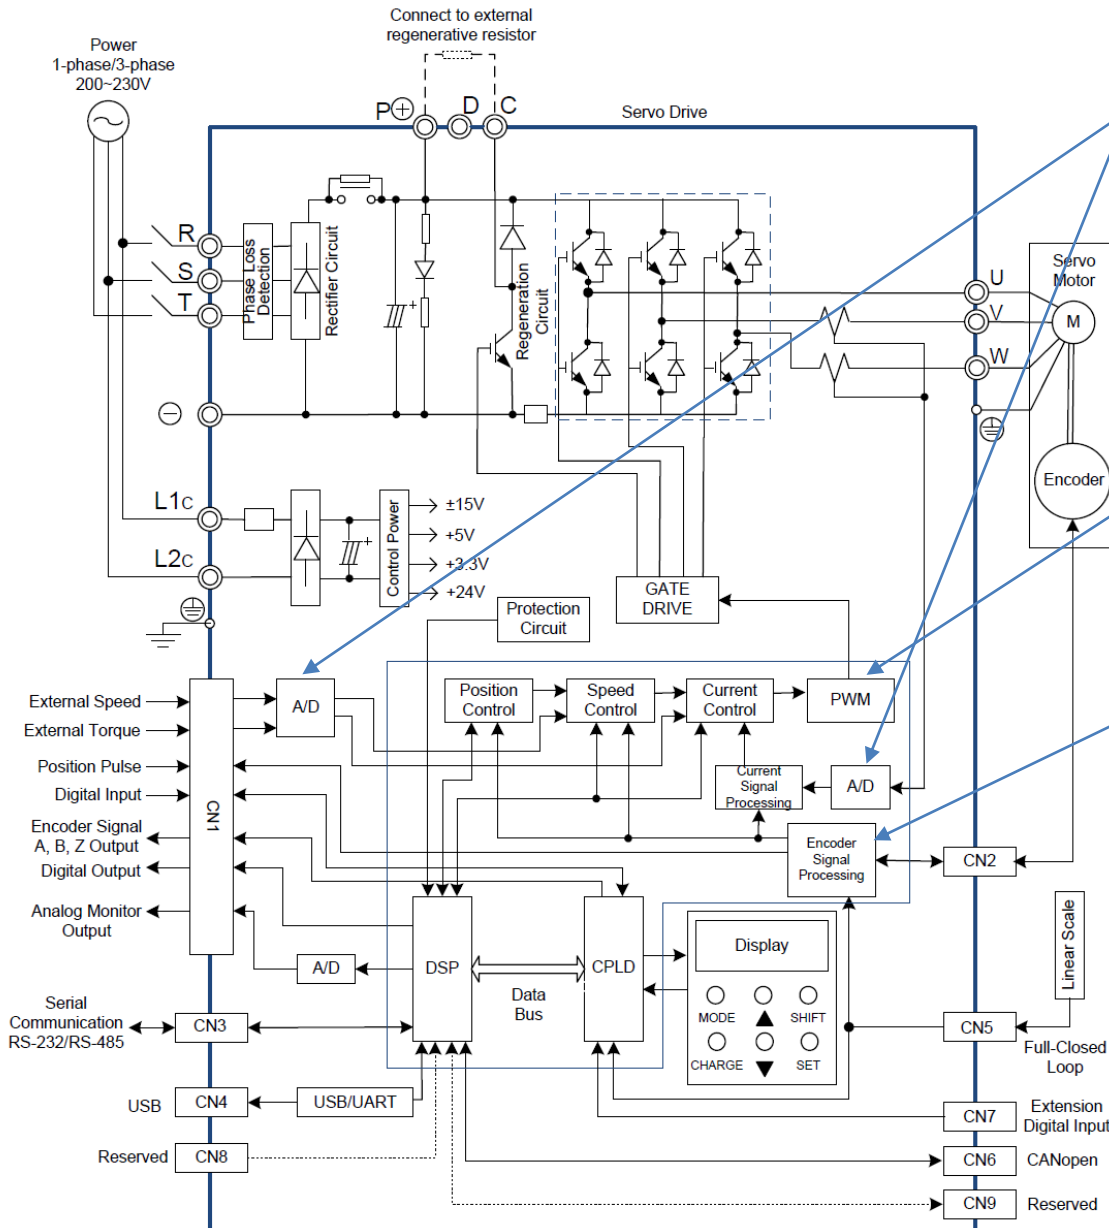 Connect to external
regenerative resistor
Power
1-phase/3-phase
200~230V
P
D
C
Servo Drive
R
S
T
Phase Loss
Detection
Rectifier Circuit
Regeneration
Circuit
U
V
W
Servo
Motor
M
Encoder
L1c
L2c
Control Power
±15V
+5V
+3.3V
+24V
GATE
DRIVE
Protection
Circuit
External Speed
External Torque
Position Pulse
Digital Input
Encoder Signal
A, B, Z Output
Digital Output
Analog Monitor
Output
CN1
A/D
Position
Control
Speed
Control
Current
Control
PWM
Current
Signal
Processing
A/D
Encoder
Signal
Processing
CN2
A/D
DSP
Data
Bus
CPLD
Display
MODE
SHIFT
CHARGE
SET
Linear Scale
Serial
Communication
RS-232/RS-485
CN3
CN5
Full-Closed
Loop
USB
CN4
USB/UART
CN7
Extension
Digital Input
Reserved
CN8
CN6
CANopen
CN9
Reserved